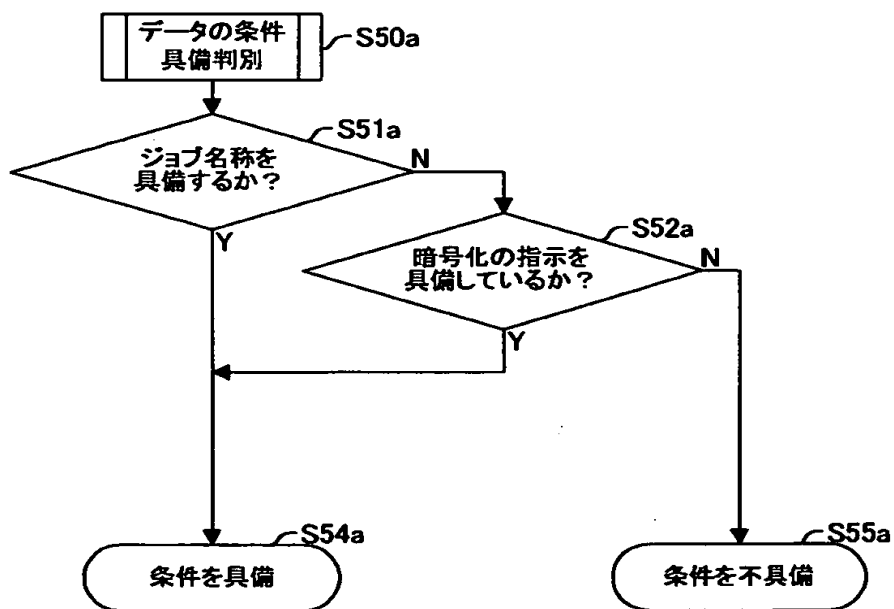 データの条件
具備判別
S50a
S51a
ジョブ名称を
具備するか？
N
Y
S52a
暗号化の指示を
具備しているか？
N
Y
S54a
条件を具備
S55a
条件を不具備